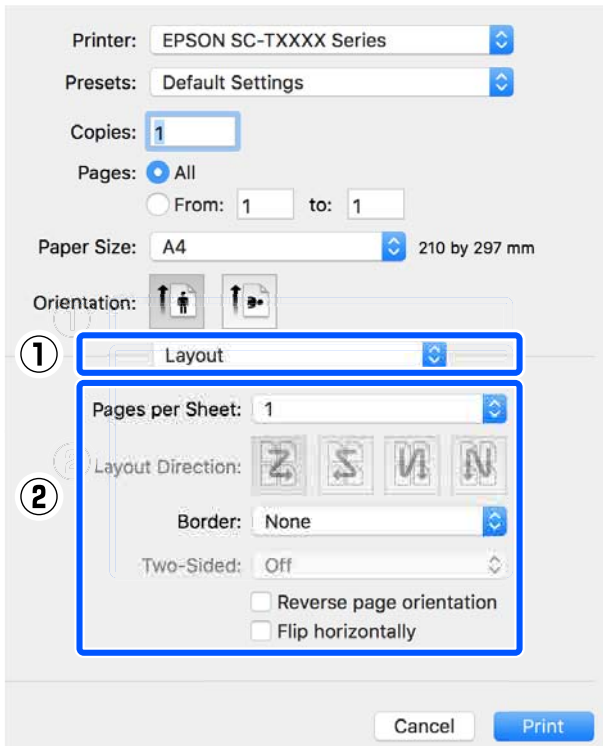 Printer: EPSON SC-TXXXX Series
Presets: Default Settings
Copies: 1
Pages: All
From: 1 to: 1
Paper Size: A4 210 by 297 mm
Orientation:
① Layout
Pages per Sheet: 1
② Layout Direction:
Border: None
Two-Sided: Off
Reverse page orientation
Flip horizontally
Cancel Print